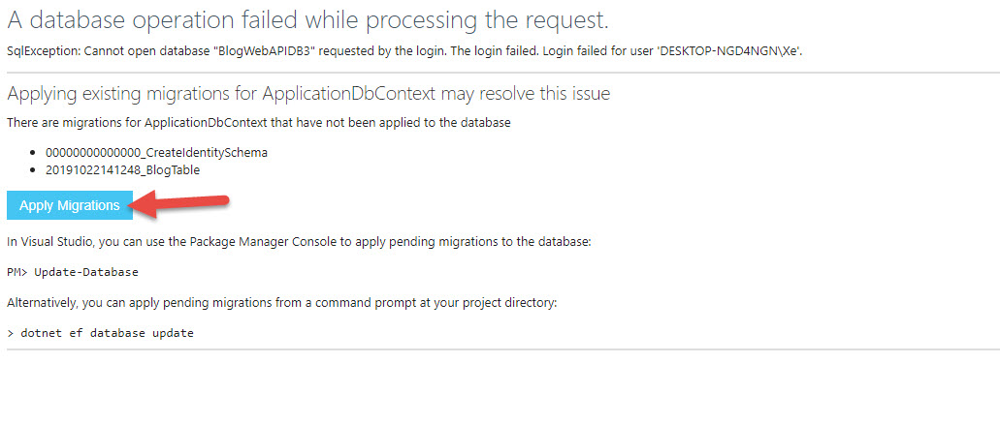 A database operation failed while processing the request.
SqlException: Cannot open database "BlogWebAPIDB3" requested by the login. The login failed. Login failed for user 'DESKTOP-NGD4NGN\Xe'.
Applying existing migrations for ApplicationDbContext may resolve this issue
There are migrations for ApplicationDbContext that have not been applied to the database
• 00000000000000_CreateIdentitySchema
• 20191022141248_BlogTable
Apply Migrations
In Visual Studio, you can use the Package Manager Console to apply pending migrations to the database:
PM> Update-Database
Alternatively, you can apply pending migrations from a command prompt at your project directory:
> dotnet ef database update